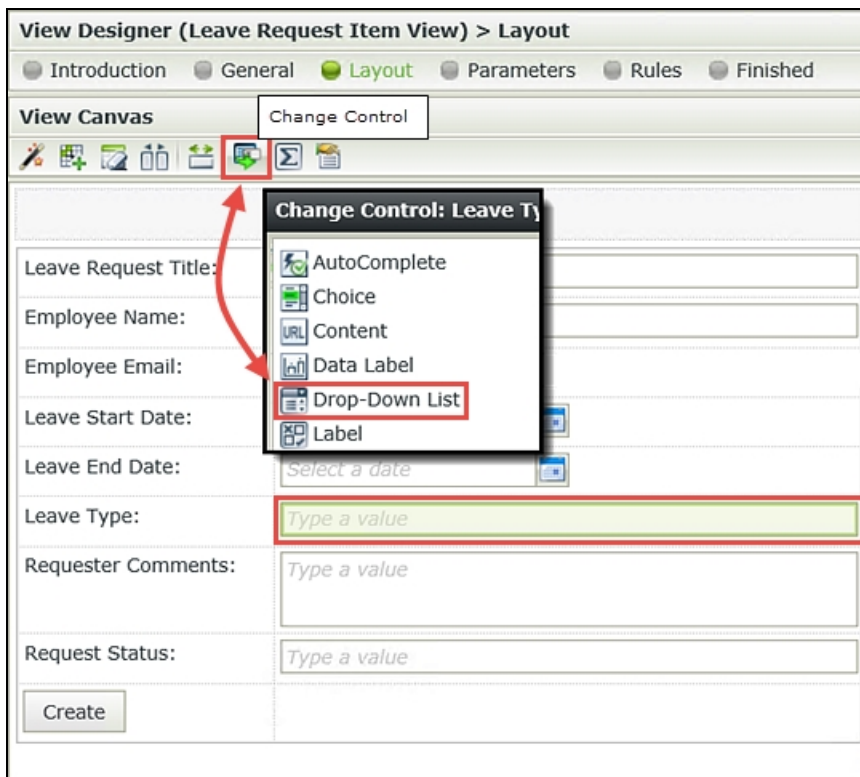 View Designer (Leave Request Item View) > Layout
Introduction General Layout Parameters Rules Finished
View Canvas
Change Control
Change Control: Leave Ty
AutoComplete
Choice
URL Content
Data Label
Drop-Down List
Label
Leave Request Title:
Employee Name:
Employee Email:
Leave Start Date:
Leave End Date: Select a date
Leave Type: Type a value
Requester Comments: Type a value
Request Status: Type a value
Create